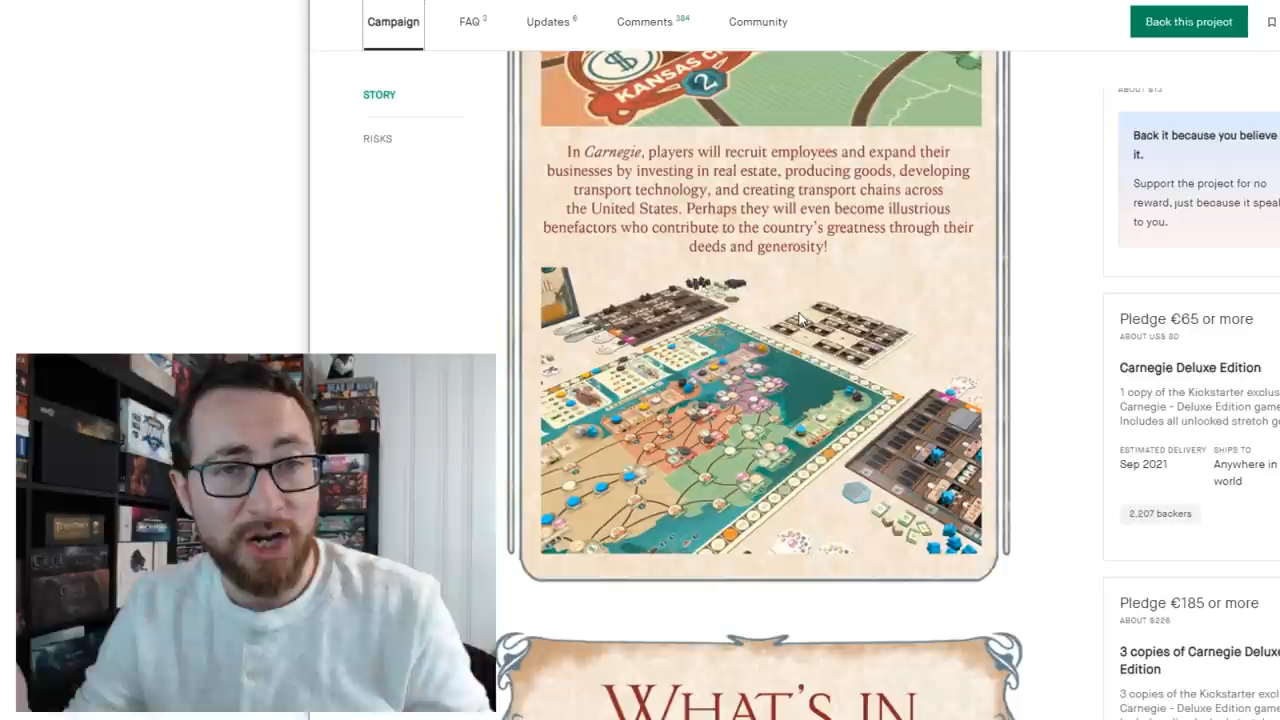 Campaign
FAQ 3
Updates 6
Comments 384
Community
Back this project
STORY
RISKS
KANSAS CI
2
In Carnegie, players will recruit employees and expand their
businesses by investing in real estate, producing goods, developing
transport technology, and creating transport chains across
the United States. Perhaps they will even become illustrious
benefactors who contribute to the country's greatness through their
deeds and generosity!
WHAT'S IN
ABOUT $13
Back it because you believe
it.
Support the project for no
reward, just because it speak
to you.
Pledge €65 or more
ABOUT US$ 80
Carnegie Deluxe Edition
1 copy of the Kickstarter exclus
Carnegie - Deluxe Edition game
Includes all unlocked stretch go
ESTIMATED DELIVERY
Sep 2021
SHIPS TO
Anywhere in
world
2,207 backers
Pledge €185 or more
ABOUT $226
3 copies of Carnegie Delux
Edition
3 copies of the Kickstarter excl
Carnegie - Deluxe Edition game